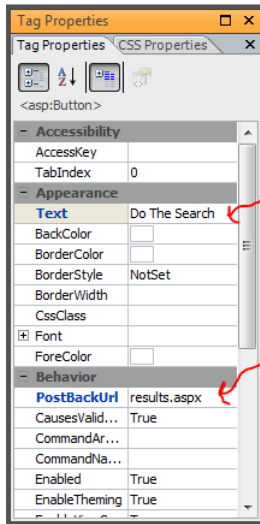 Tag Properties
Tag Properties CSS Properties
<asp:Button>
Accessibility
AccessKey
TabIndex 0
Appearance
Text Do The Search
BackColor
BorderColor
BorderStyle NotSet
BorderWidth
CssClass
Font
ForeColor
Behavior
PostBackUrl results.aspx
CausesValid... True
CommandAr...
CommandNa...
Enabled True
EnableTheming True